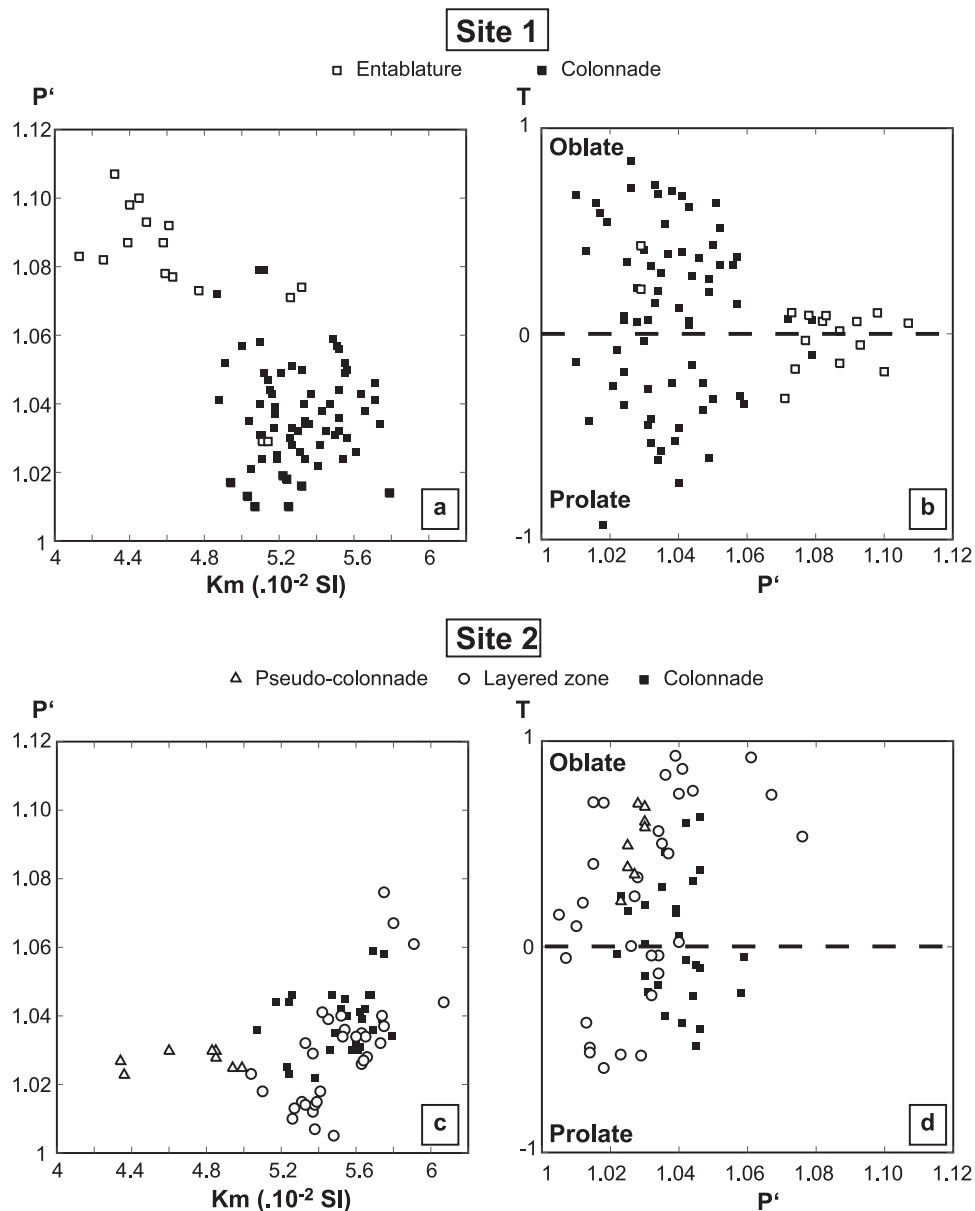 Site 1
Entablature Colonnade
P' T
1.12
1.10
1.08
1.06
1.04
1.02
1
4 4.4 4.8 5.2 5.6 6
Km (.10⁻² SI)
a
1
Oblate
0
Prolate
-1
1 1.02 1.04 1.06 1.08 1.10 1.12
P'
b
Site 2
Pseudo-colonnade Layered zone Colonnade
P' T
1.12
1.10
1.08
1.06
1.04
1.02
1
4 4.4 4.8 5.2 5.6 6
Km (.10⁻² SI)
c
1
Oblate
0
Prolate
-1
1 1.02 1.04 1.06 1.08 1.10 1.12
P'
d